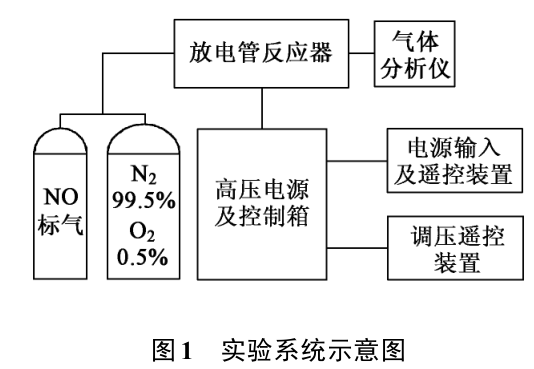 放电管反应器
气体
分析仪
NO
标气
N₂
99.5%
O₂
0.5%
高压电源
及控制箱
电源输入
及遥控装置
调压遥控
装置
图1 实验系统示意图